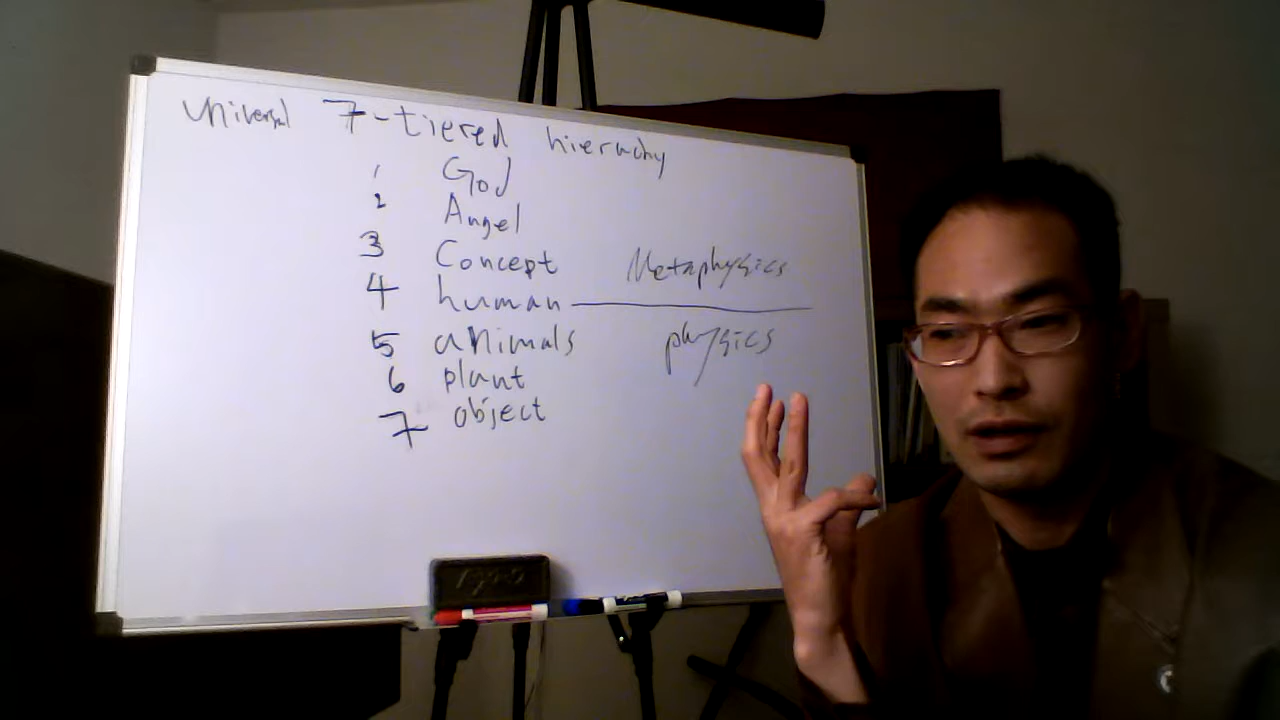 Universal 7-tiered hierachy
1 God
2 Angel
3 Concept Metaphysics
4 human
5 animals physics
6 plant
7 object